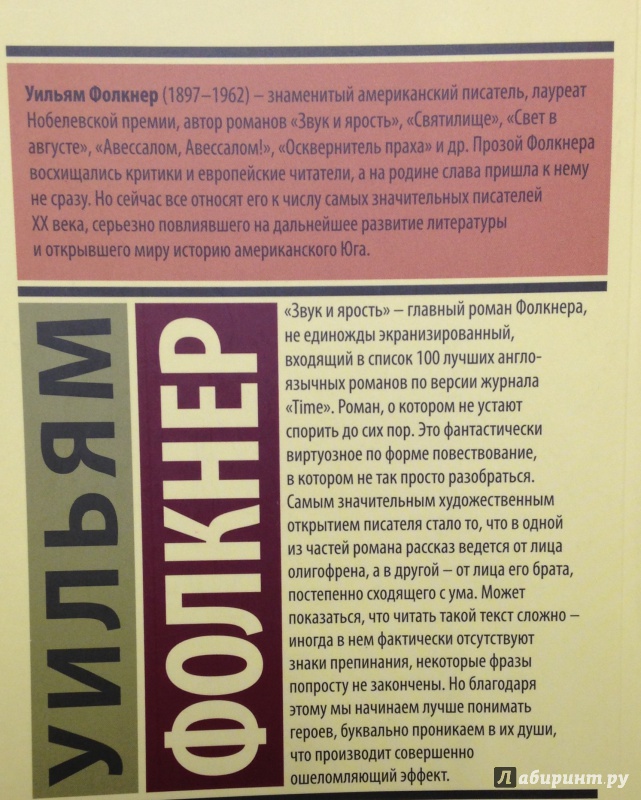 Уильям Фолкнер (1897–1962) – знаменитый американский писатель, лауреат
Нобелевской премии, автор романов «Звук и ярость», «Святилище», «Свет в
августе», «Авессалом, Авессалом!», «Осквернитель праха» и др. Прозой Фолкнера
восхищались критики и европейские читатели, а на родине слава пришла к нему
не сразу. Но сейчас все относят его к числу самых значительных писателей
XX века, серьезно повлиявшего на дальнейшее развитие литературы
и открывшего миру историю американского Юга.
УИЛЬЯМ
ФОЛКНЕР
«Звук и ярость» – главный роман Фолкнера,
не единожды экранизированный,
входящий в список 100 лучших англо-
язычных романов по версии журнала
«Time». Роман, о котором не устают
спорить до сих пор. Это фантастически
виртуозное по форме повествование,
в котором не так просто разобраться.
Самым значительным художественным
открытием писателя стало то, что в одной
из частей романа рассказ ведется от лица
олигофрена, а в другой – от лица его брата,
постепенно сходящего с ума. Может
показаться, что читать такой текст сложно –
иногда в нем фактически отсутствуют
знаки препинания, некоторые фразы
попросту не закончены. Но благодаря
этому мы начинаем лучше понимать
героев, буквально проникаем в их души,
что производит совершенно
ошеломляющий эффект.
Лабиринт.ру